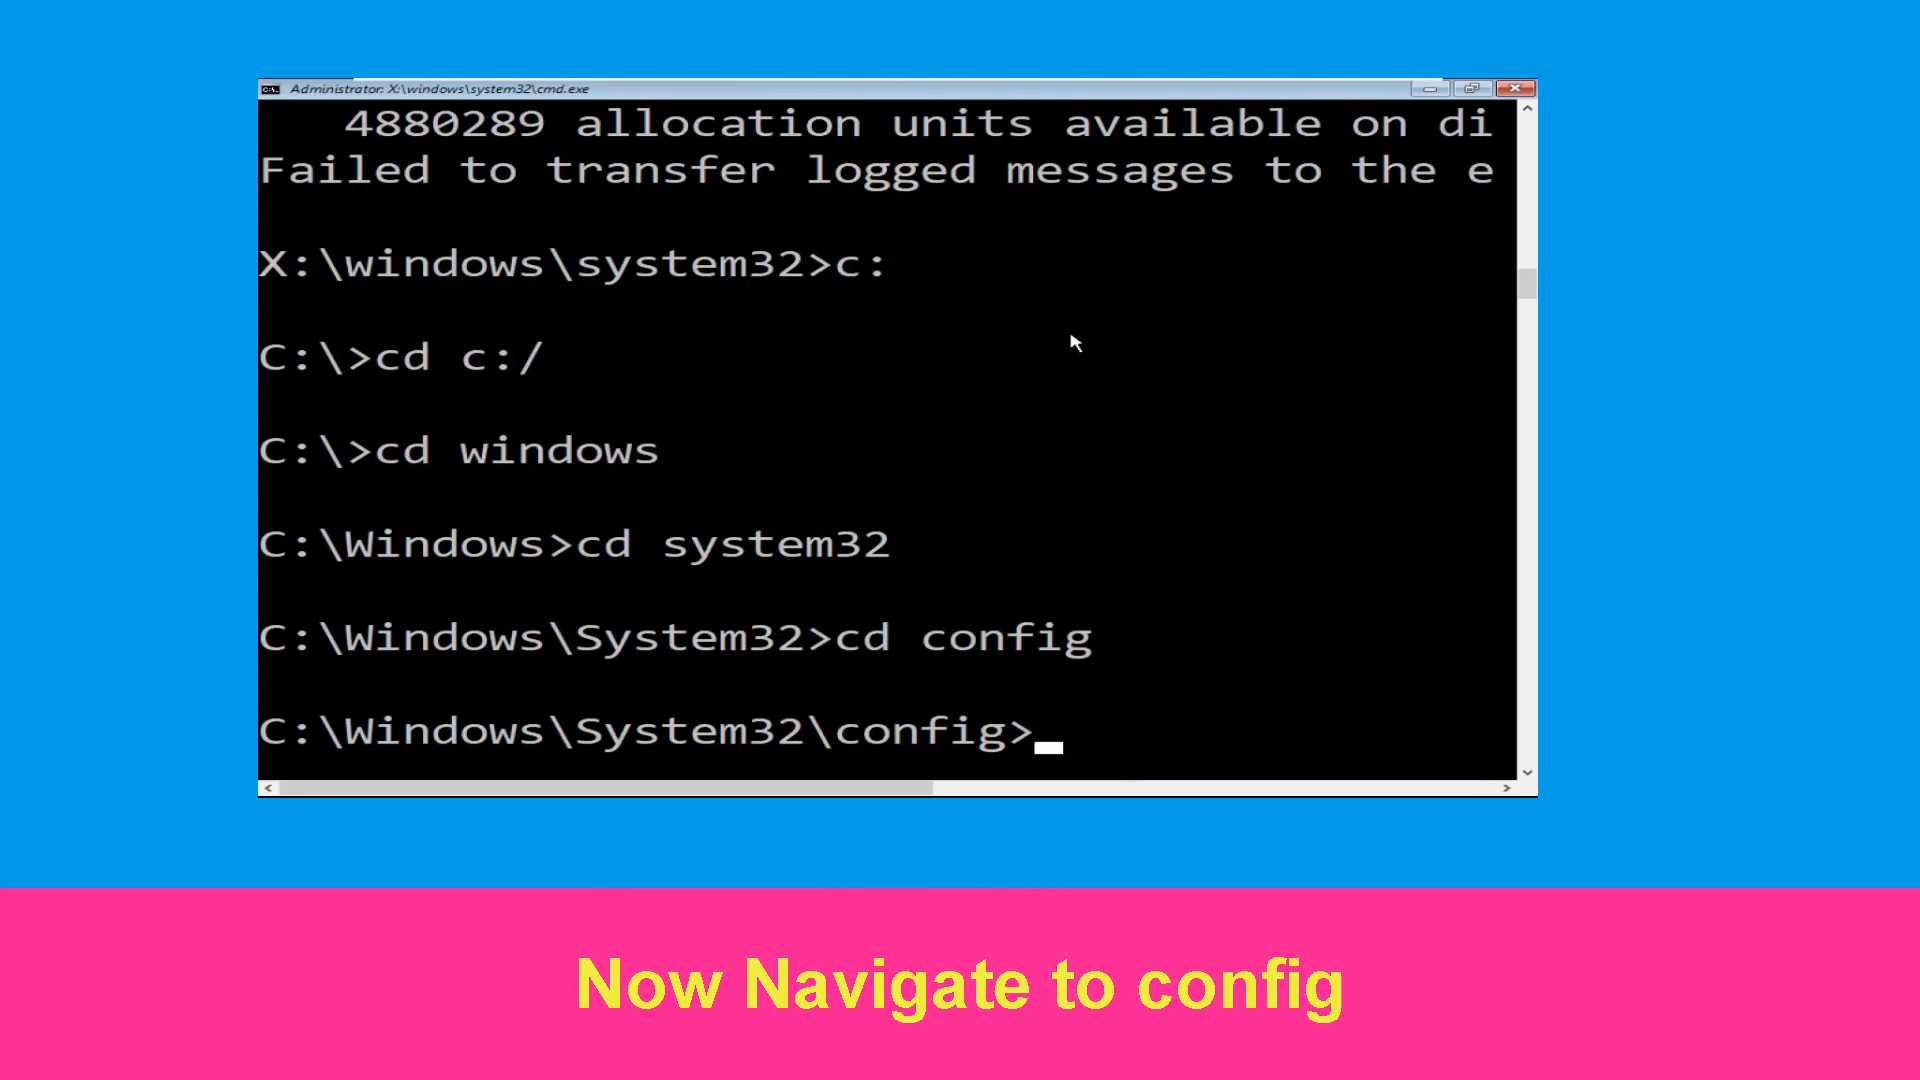 Administrator: X:\windows\system32\cmd.exe
4880289 allocation units available on di
Failed to transfer logged messages to the e
X:\windows\system32>c:
C:\>cd c:/
C:\>cd windows
C:\Windows>cd system32
C:\Windows\System32>cd config
C:\Windows\System32\config>_
Now Navigate to config